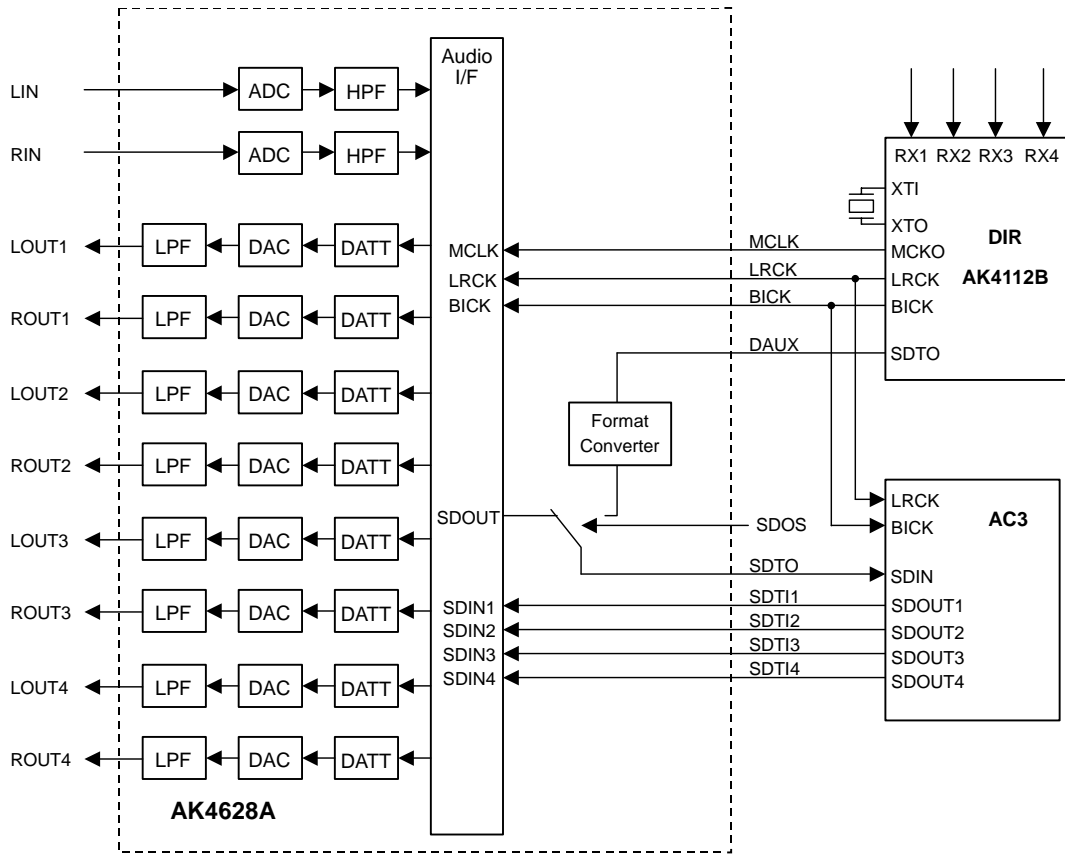 Audio
I/F
LIN
ADC
HPF
RIN
ADC
HPF
RX1 RX2 RX3 RX4
XTI
XTO
DIR
AK4112B
MCKO
LRCK
BICK
SDTO
MCLK
LRCK
BICK
DAUX
MCLK
LRCK
BICK
LOUT1
LPF
DAC
DATT
ROUT1
LPF
DAC
DATT
LOUT2
LPF
DAC
DATT
ROUT2
LPF
DAC
DATT
LOUT3
LPF
DAC
DATT
ROUT3
LPF
DAC
DATT
LOUT4
LPF
DAC
DATT
ROUT4
LPF
DAC
DATT
Format
Converter
SDOUT
SDOS
SDTO
SDIN1
SDIN2
SDIN3
SDIN4
SDTI1
SDTI2
SDTI3
SDTI4
LRCK
BICK
AC3
SDIN
SDOUT1
SDOUT2
SDOUT3
SDOUT4
AK4628A